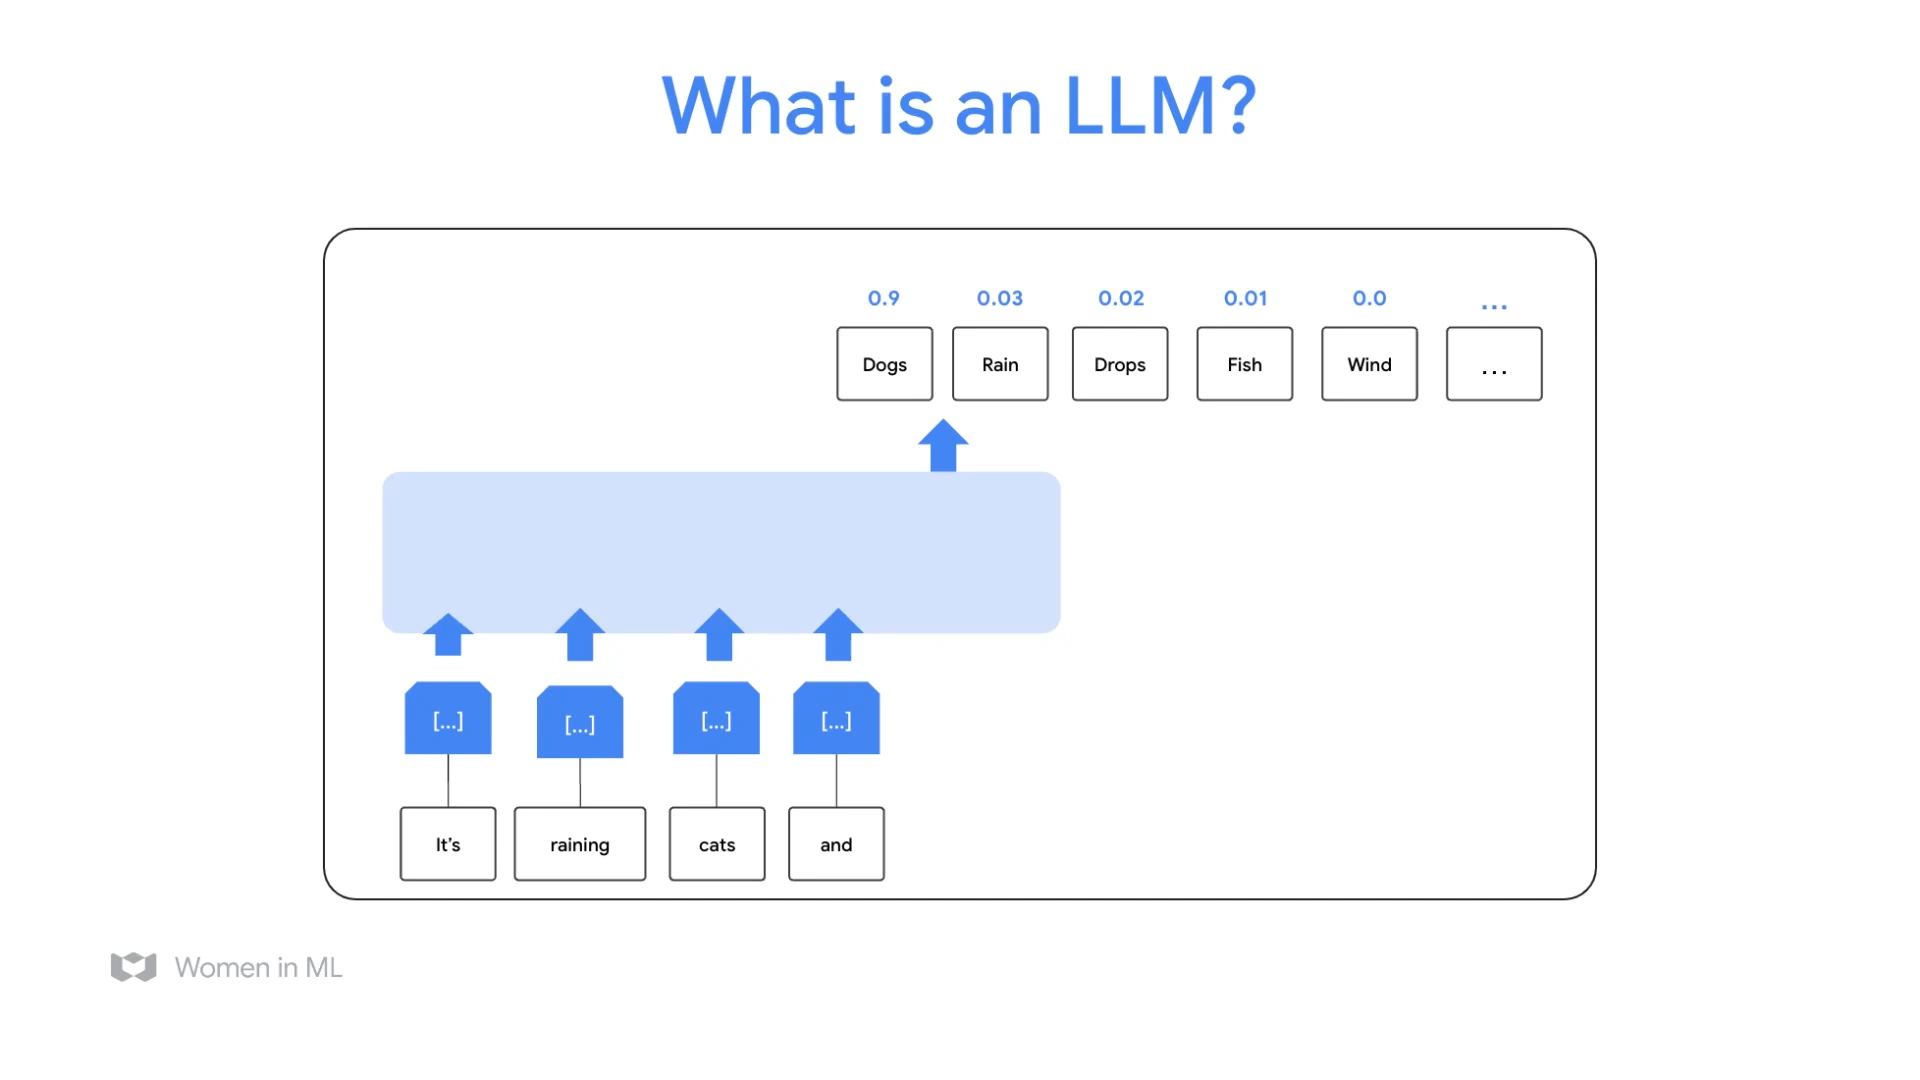 What is an LLM?
0.9 0.03 0.02 0.01 0.0 ...
Dogs Rain Drops Fish Wind ...
[...] [...] [...] [...]
It’s raining cats and
Women in ML